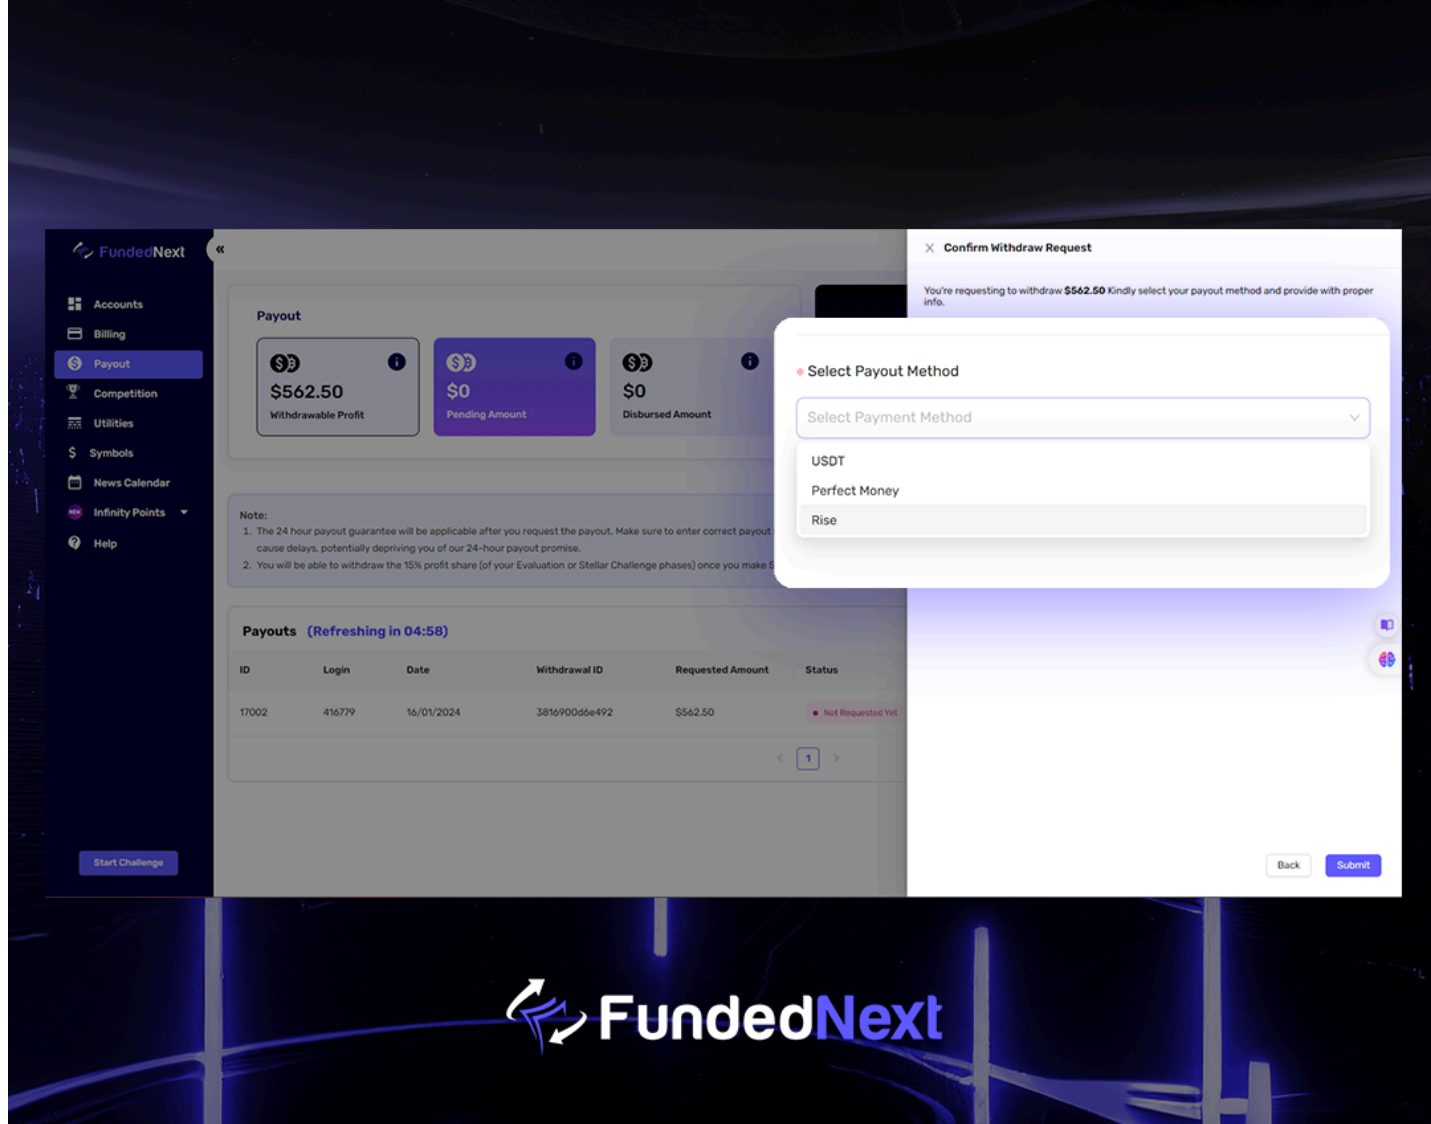 FundedNext
«
Accounts
Billing
Payout
Competition
Utilities
$ Symbols
News Calendar
NEW Infinity Points
Help
Start Challenge
Payout
$562.50
Withdrawable Profit
$0
Pending Amount
$0
Disbursed Amount
Note:
1. The 24 hour payout guarantee will be applicable after you request the payout. Make sure to enter correct payout
cause delays, potentially depriving you of our 24-hour payout promise.
2. You will be able to withdraw the 15% profit share (of your Evaluation or Stellar Challenge phases) once you make 5
Payouts (Refreshing in 04:58)
ID Login Date Withdrawal ID Requested Amount Status
17002 416779 16/01/2024 3816900d6e492 $562.50 Not Requested Yet
< 1 >
Confirm Withdraw Request
You're requesting to withdraw $562.50 Kindly select your payout method and provide with proper
info.
Select Payout Method
Select Payment Method
USDT
Perfect Money
Rise
Back Submit
FundedNext